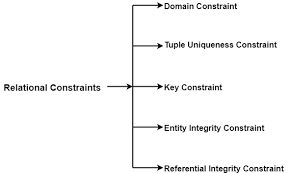 Domain Constraint
Tuple Uniqueness Constraint
Relational Constraints
Key Constraint
Entity Integrity Constraint
Referential Integrity Constraint